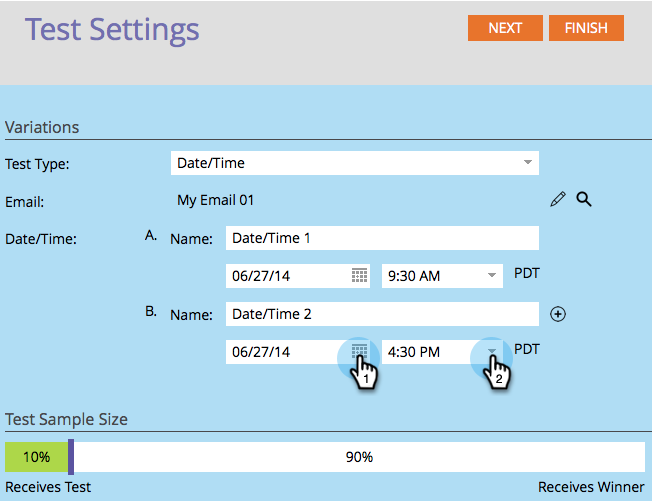 Test Settings
NEXT
FINISH
Variations
Test Type: Date/Time
Email: My Email 01
Date/Time: A. Name: Date/Time 1
06/27/14 9:30 AM PDT
B. Name: Date/Time 2
06/27/14 4:30 PM PDT
1 2
Test Sample Size
10% 90%
Receives Test Receives Winner